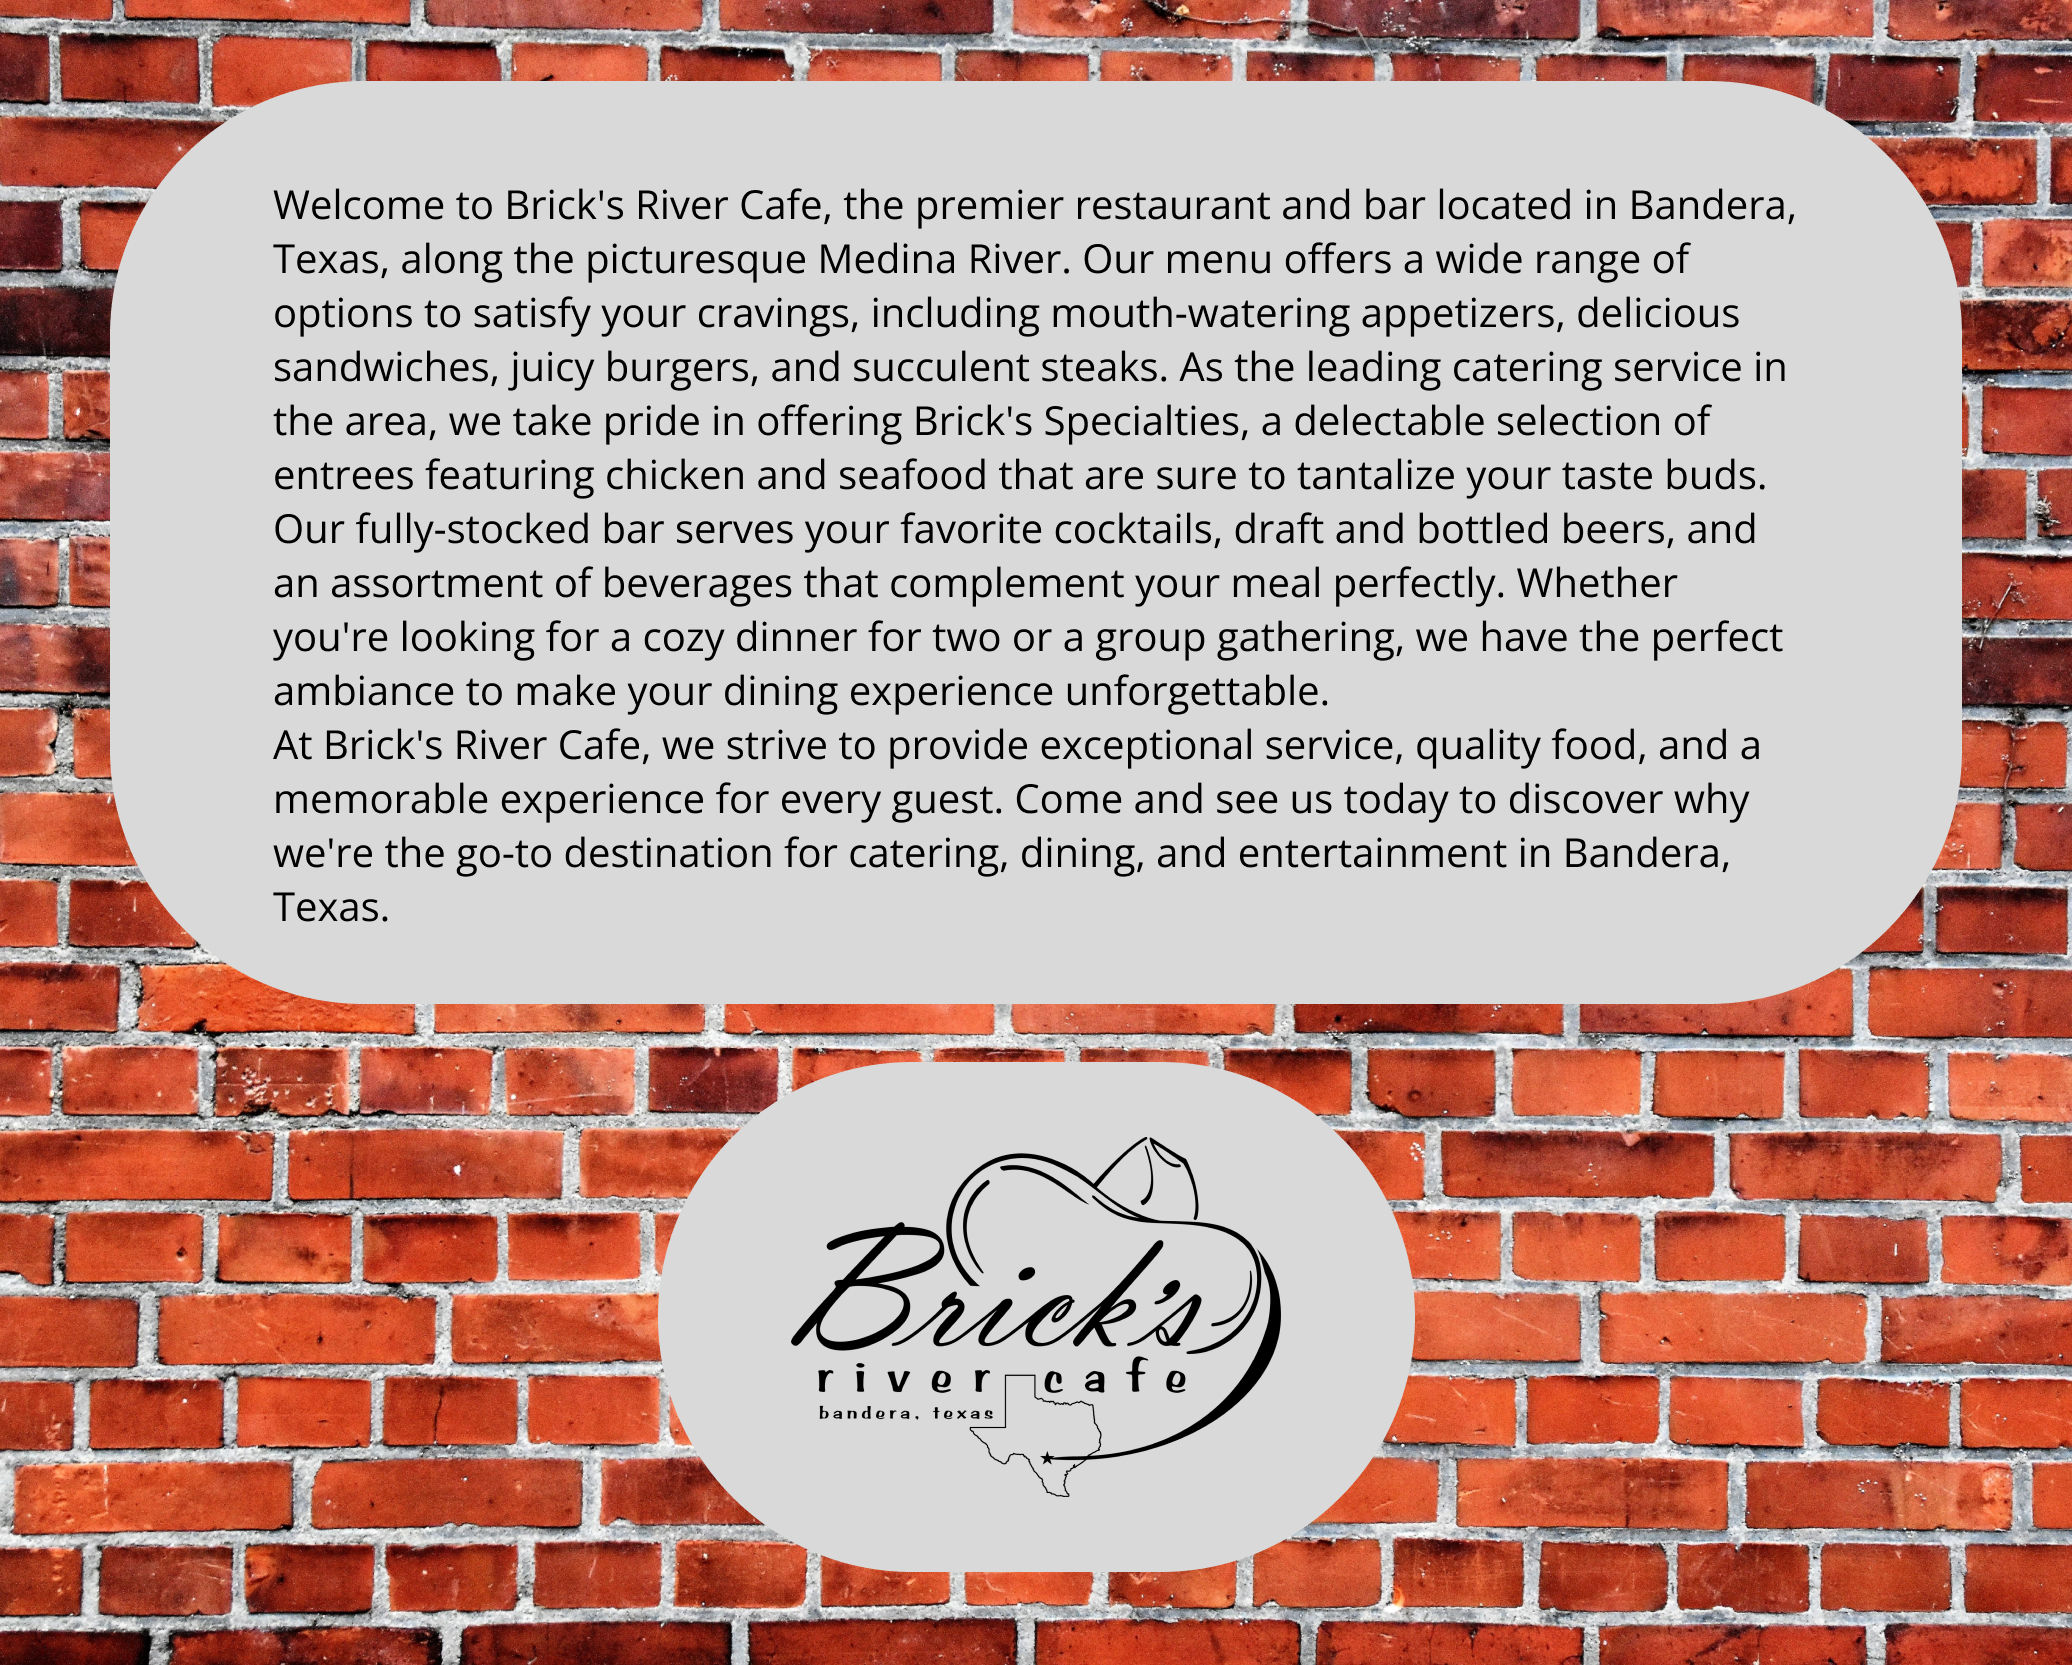 Welcome to Brick's River Cafe, the premier restaurant and bar located in Bandera,
Texas, along the picturesque Medina River. Our menu offers a wide range of
options to satisfy your cravings, including mouth-watering appetizers, delicious
sandwiches, juicy burgers, and succulent steaks. As the leading catering service in
the area, we take pride in offering Brick's Specialties, a delectable selection of
entrees featuring chicken and seafood that are sure to tantalize your taste buds.
Our fully-stocked bar serves your favorite cocktails, draft and bottled beers, and
an assortment of beverages that complement your meal perfectly. Whether
you're looking for a cozy dinner for two or a group gathering, we have the perfect
ambiance to make your dining experience unforgettable.
At Brick's River Cafe, we strive to provide exceptional service, quality food, and a
memorable experience for every guest. Come and see us today to discover why
we're the go-to destination for catering, dining, and entertainment in Bandera,
Texas.
Brick's
river cafe
bandera, texas